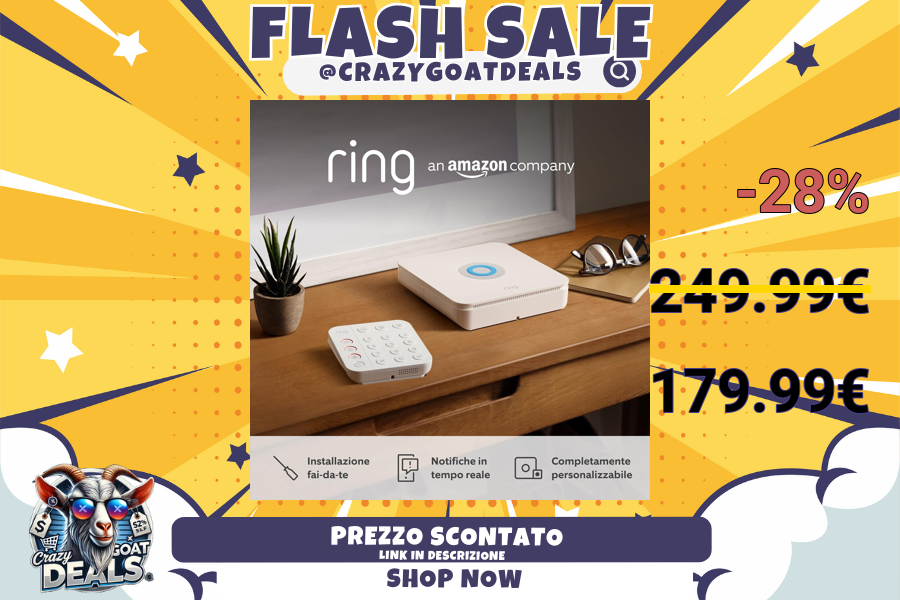 FLASH SALE
@CRAZYGOATDEALS
ring an amazon company
-28%
249.99€
179.99€
Installazione
fai-da-te
Notifiche in
tempo reale
Completamente
personalizzabile
$
52%
Crazy
GOAT
DEALS
PREZZO SCONTATO
LINK IN DESCRIZIONE
SHOP NOW